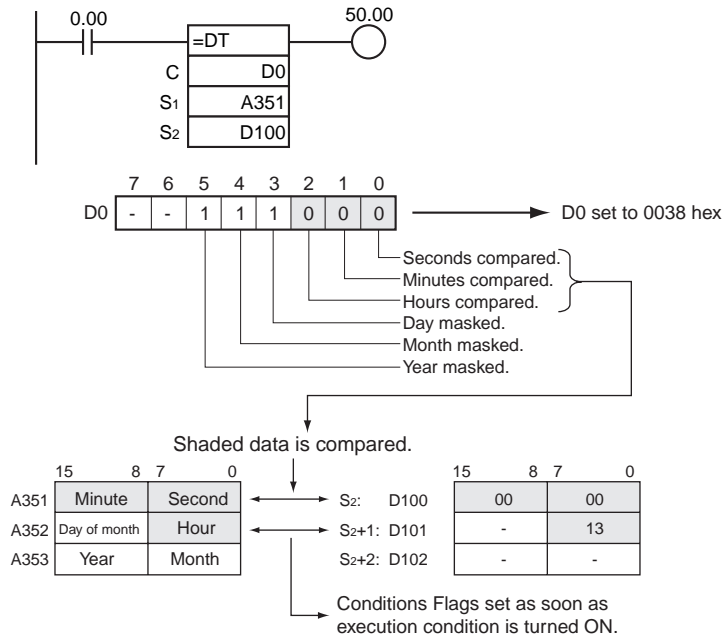 0.00 50.00
=DT
C D0
S1 A351
S2 D100
7 6 5 4 3 2 1 0
D0 - - 1 1 1 0 0 0 D0 set to 0038 hex
Seconds compared.
Minutes compared.
Hours compared.
Day masked.
Month masked.
Year masked.
Shaded data is compared.
15 8 7 0 15 8 7 0
A351 Minute Second S2: D100 00 00
A352 Day of month Hour S2+1: D101 - 13
A353 Year Month S2+2: D102 - -
Conditions Flags set as soon as
execution condition is turned ON.